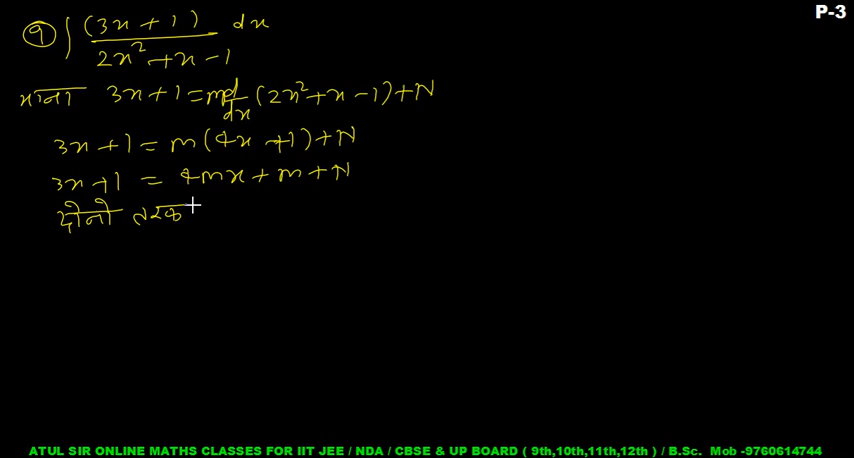 P-3
9 ∫ (3x + 1) / (2x² + x - 1) dx
माना 3x + 1 = m d/dx (2x² + x - 1) + N
3x + 1 = m(4x + 1) + N
3x + 1 = 4mx + m + N
दोनो तरफ
ATUL SIR ONLINE MATHS CLASSES FOR IIT JEE / NDA / CBSE & UP BOARD ( 9th,10th,11th,12th ) / B.Sc. Mob -9760614744